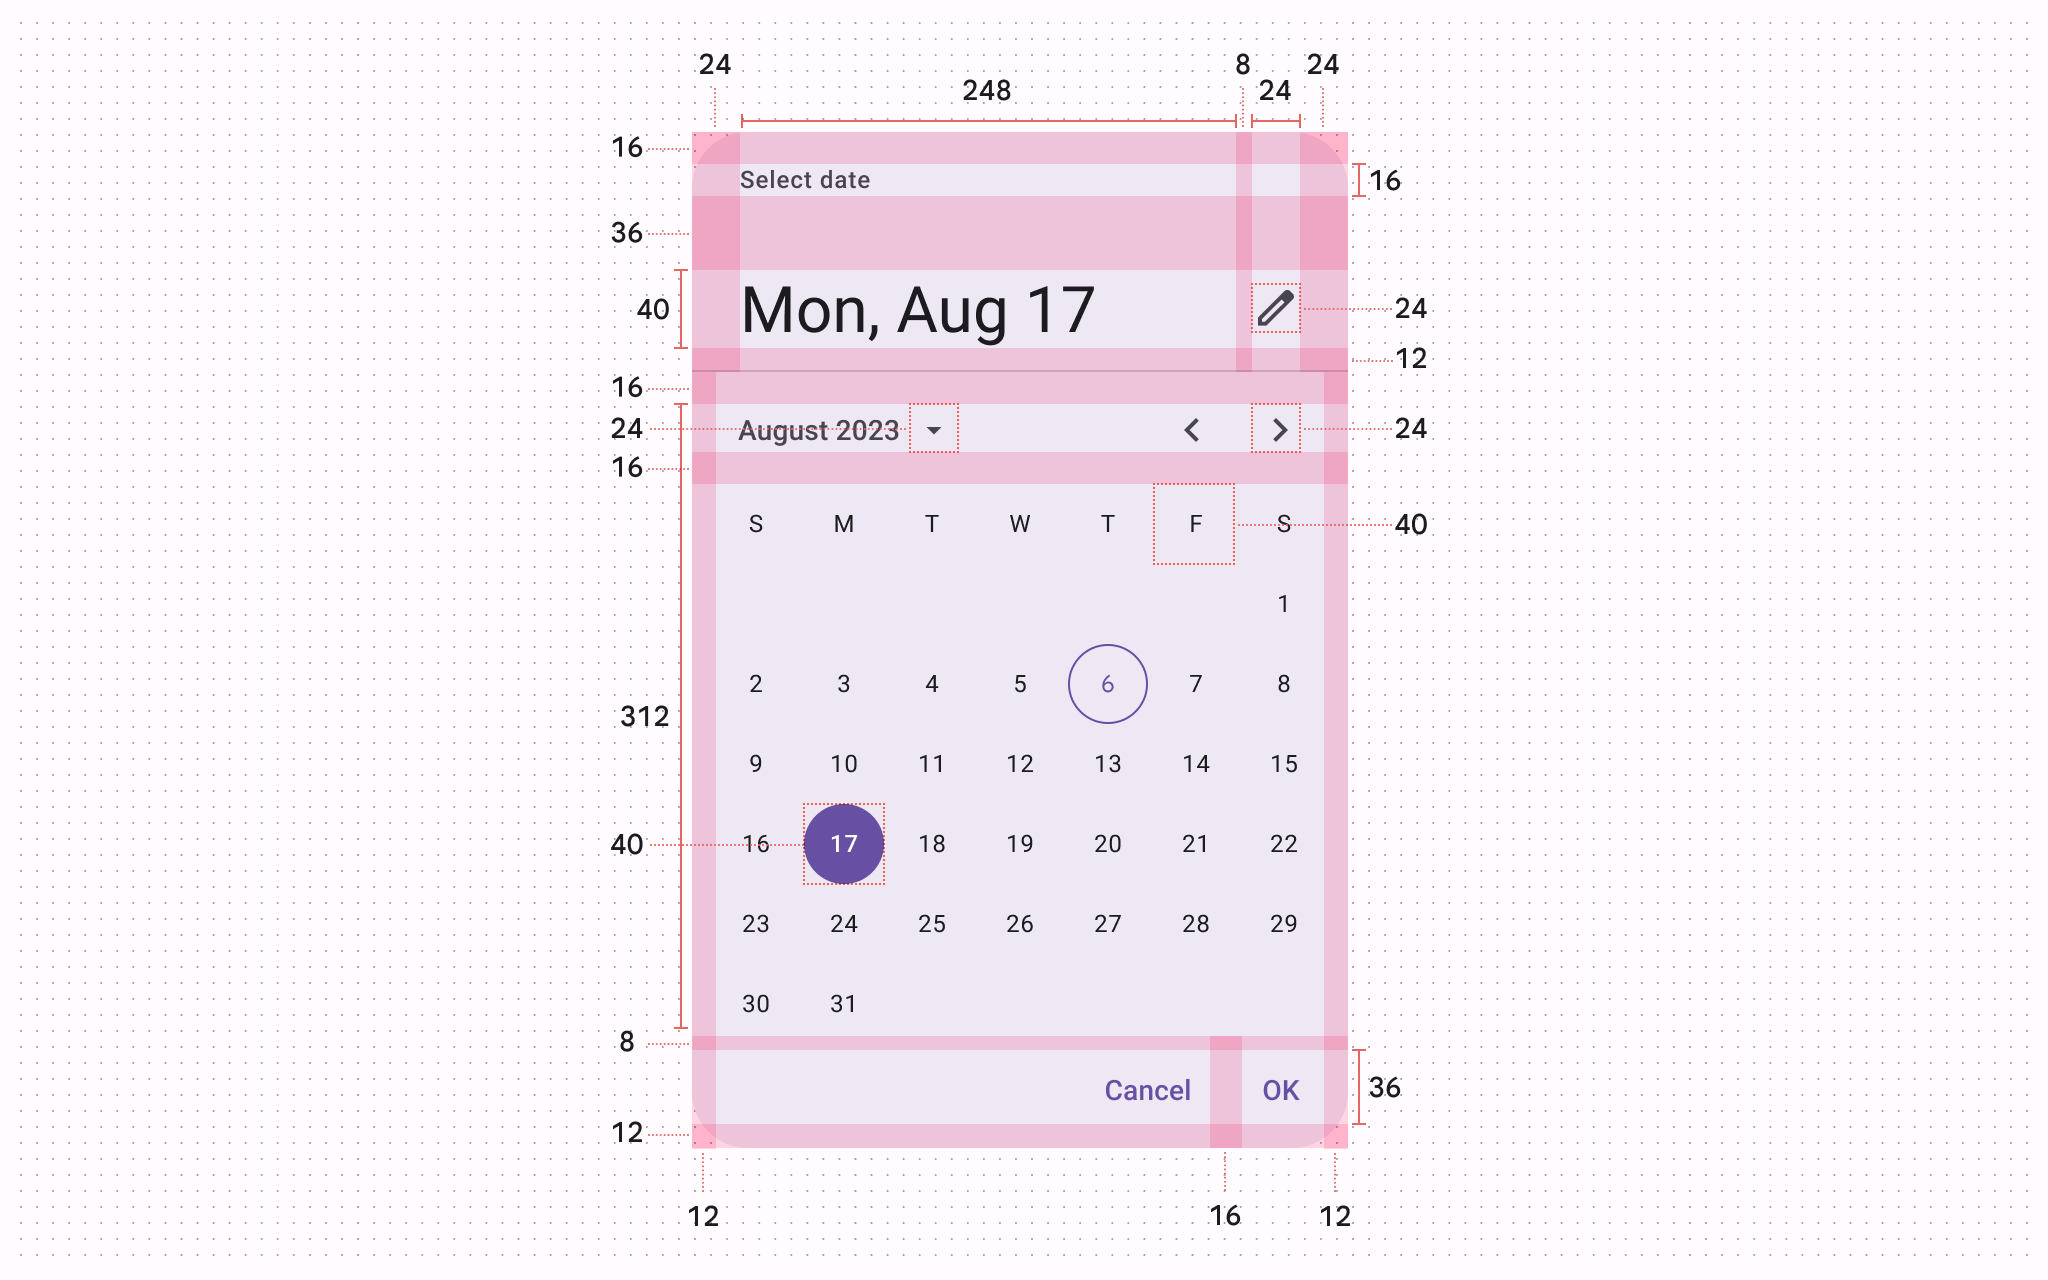 24 8 24
248 24
16
Select date 16
36
40 Mon, Aug 17 24
12
16
24 August 2023 24
16
S M T W T F S 40
1
2 3 4 5 6 7 8
312
9 10 11 12 13 14 15
40 16 17 18 19 20 21 22
23 24 25 26 27 28 29
30 31
8
Cancel OK 36
12
12 16 12